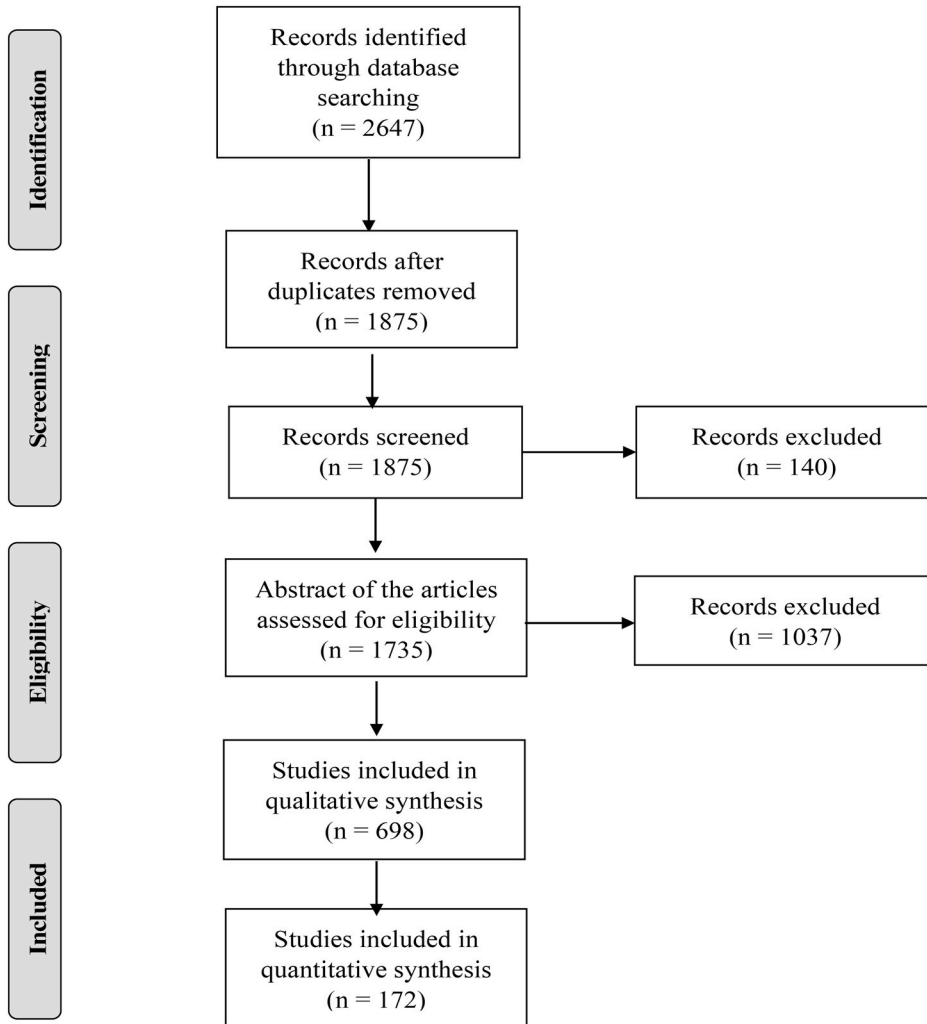 Identification
Records identified
through database
searching
(n = 2647)
Records after
duplicates removed
(n = 1875)
Screening
Records screened
(n = 1875)
Records excluded
(n = 140)
Eligibility
Abstract of the articles
assessed for eligibility
(n = 1735)
Records excluded
(n = 1037)
Studies included in
qualitative synthesis
(n = 698)
Included
Studies included in
quantitative synthesis
(n = 172)